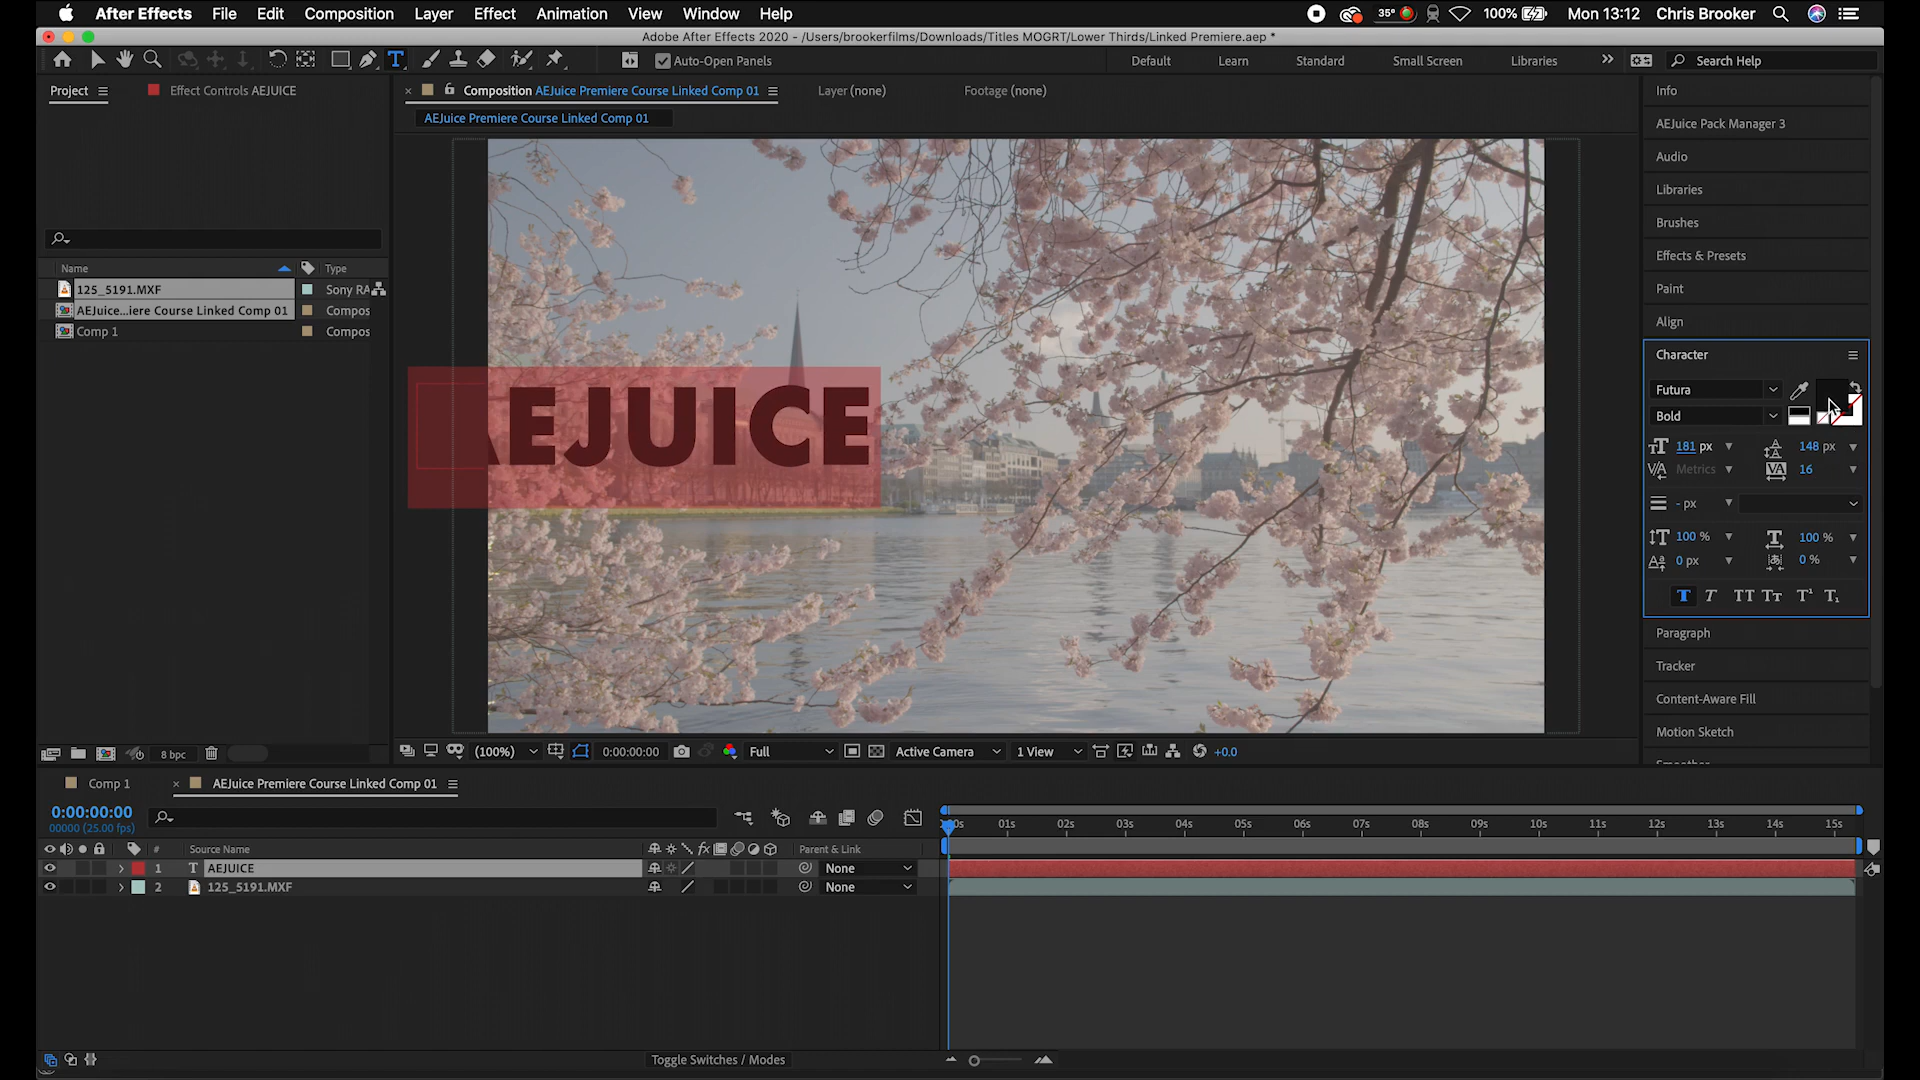 After Effects File Edit Composition Layer Effect Animation View Window Help 35° 100% Mon 13:12 Chris Brooker
Adobe After Effects 2020 - /Users/brookerfilms/Downloads/Titles MOGRT/Lower Thirds/Linked Premiere.aep *
Auto-Open Panels Default Learn Standard Small Screen Libraries Search Help
Project Effect Controls AEJUICE Composition AEJuice Premiere Course Linked Comp 01 Layer (none) Footage (none) Info
AEJuice Premiere Course Linked Comp 01
AEJuice Pack Manager 3
Audio
Libraries
Brushes
Effects & Presets
Paint
Align
Name Type
125_5191.MXF Sony RA
AEJuice...iere Course Linked Comp 01 Compos
Comp 1 Compos
AEJUICE
Character
Futura
Bold
181 px 148 px
Metrics 16
- px
100 % 100 %
0 px 0 %
T T TT Tt T¹ T₁
Paragraph
Tracker
Content-Aware Fill
Motion Sketch
8 bpc (100%) 0:00:00:00 Full Active Camera 1 View +0.0
Comp 1 AEJuice Premiere Course Linked Comp 01
0:00:00:00
00000 (25.00 fps)
01s 02s 03s 04s 05s 06s 07s 08s 09s 10s 11s 12s 13s 14s 15s
# Source Name Parent & Link
1 T AEJUICE None
2 125_5191.MXF None
Toggle Switches / Modes